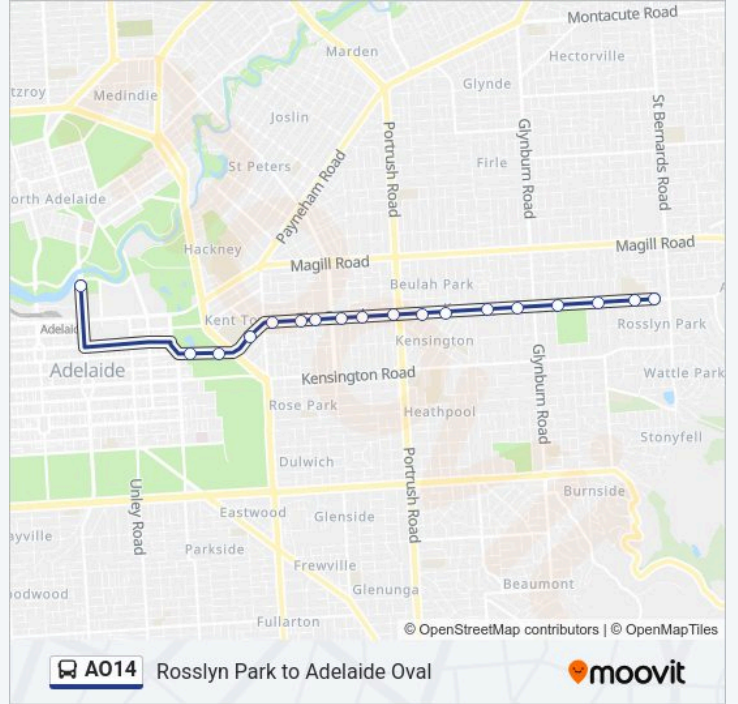 Montacute Road
Marden
Hectorville
Glynde
tzroy
Medindie
Joslin
St Bernards Road
Portrush Road
Glynburn Road
Firle
St Peters
Payneham Road
orth Adelaide
Hackney
Magill Road
Magill Road
Beulah Park
Kent To
Adelaid
Rosslyn Park
Kensington
Adelaide
Kensington Road
Glynburn Road
Wattle Park
Rose Park
Heathpool
Stonyfell
Dulwich
Portrush Road
Unley Road
Burnside
Eastwood
Glenside
ayville
Parkside
Frewville
Glenunga
Beaumont
oodwood
Fullarton
© OpenStreetMap contributors | © OpenMapTiles
AO14
Rosslyn Park to Adelaide Oval
moovit